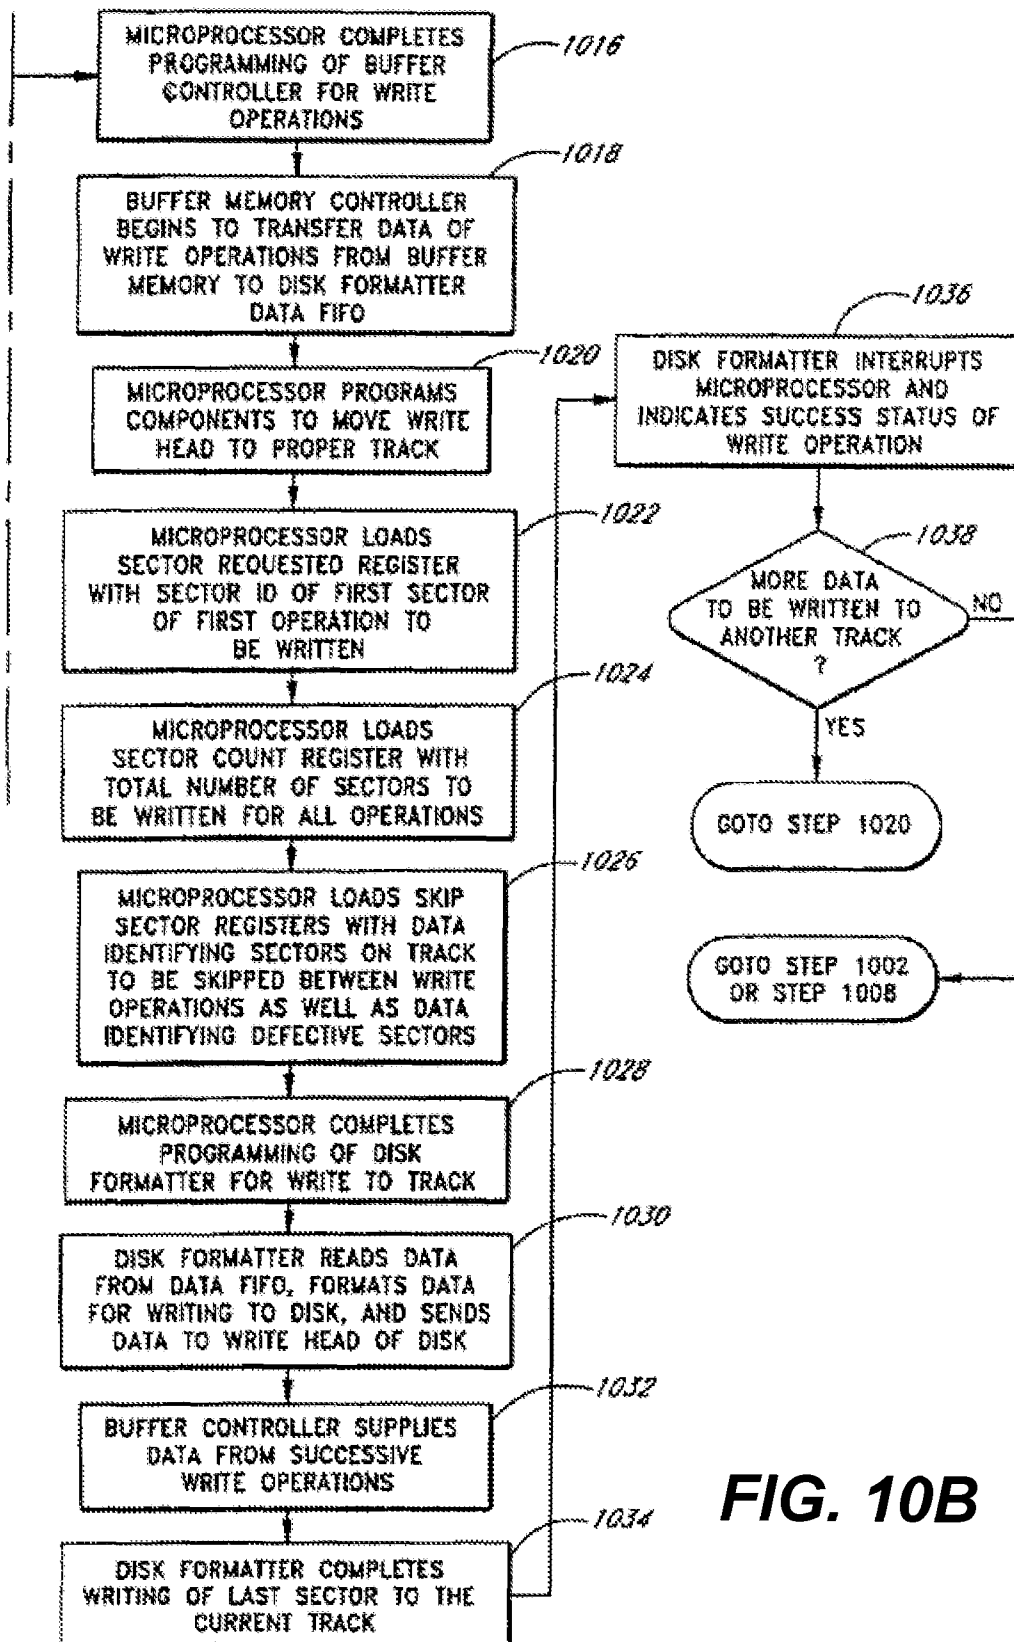 MICROPROCESSOR COMPLETES
PROGRAMMING OF BUFFER
CONTROLLER FOR WRITE
OPERATIONS
1016
1018
BUFFER MEMORY CONTROLLER
BEGINS TO TRANSFER DATA OF
WRITE OPERATIONS FROM BUFFER
MEMORY TO DISK FORMATTER
DATA FIFO
1020
MICROPROCESSOR PROGRAMS
COMPONENTS TO MOVE WRITE
HEAD TO PROPER TRACK
1022
MICROPROCESSOR LOADS
SECTOR REQUESTED REGISTER
WITH SECTOR ID OF FIRST SECTOR
OF FIRST OPERATION TO
BE WRITTEN
1024
MICROPROCESSOR LOADS
SECTOR COUNT REGISTER WITH
TOTAL NUMBER OF SECTORS TO
BE WRITTEN FOR ALL OPERATIONS
1026
MICROPROCESSOR LOADS SKIP
SECTOR REGISTERS WITH DATA
IDENTIFYING SECTORS ON TRACK
TO BE SKIPPED BETWEEN WRITE
OPERATIONS AS WELL AS DATA
IDENTIFYING DEFECTIVE SECTORS
1028
MICROPROCESSOR COMPLETES
PROGRAMMING OF DISK
FORMATTER FOR WRITE TO TRACK
1030
DISK FORMATTER READS DATA
FROM DATA FIFO, FORMATS DATA
FOR WRITING TO DISK, AND SENDS
DATA TO WRITE HEAD OF DISK
1032
BUFFER CONTROLLER SUPPLIES
DATA FROM SUCCESSIVE
WRITE OPERATIONS
1034
DISK FORMATTER COMPLETES
WRITING OF LAST SECTOR TO THE
CURRENT TRACK
1036
DISK FORMATTER INTERRUPTS
MICROPROCESSOR AND
INDICATES SUCCESS STATUS OF
WRITE OPERATION
1038
MORE DATA
TO BE WRITTEN TO
ANOTHER TRACK
?
NO
YES
GOTO STEP 1020
GOTO STEP 1002
OR STEP 1008
FIG. 10B